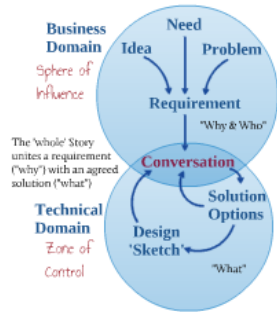 Business
Domain
Sphere of
Influence
Need
Idea
Problem
Requirement
"Why & Who"
The 'whole' Story
unites a requirement
("why") with an agreed
solution ("what")
Conversation
Technical
Domain
Zone of
Control
Solution
Options
Design
'Sketch'
"What"